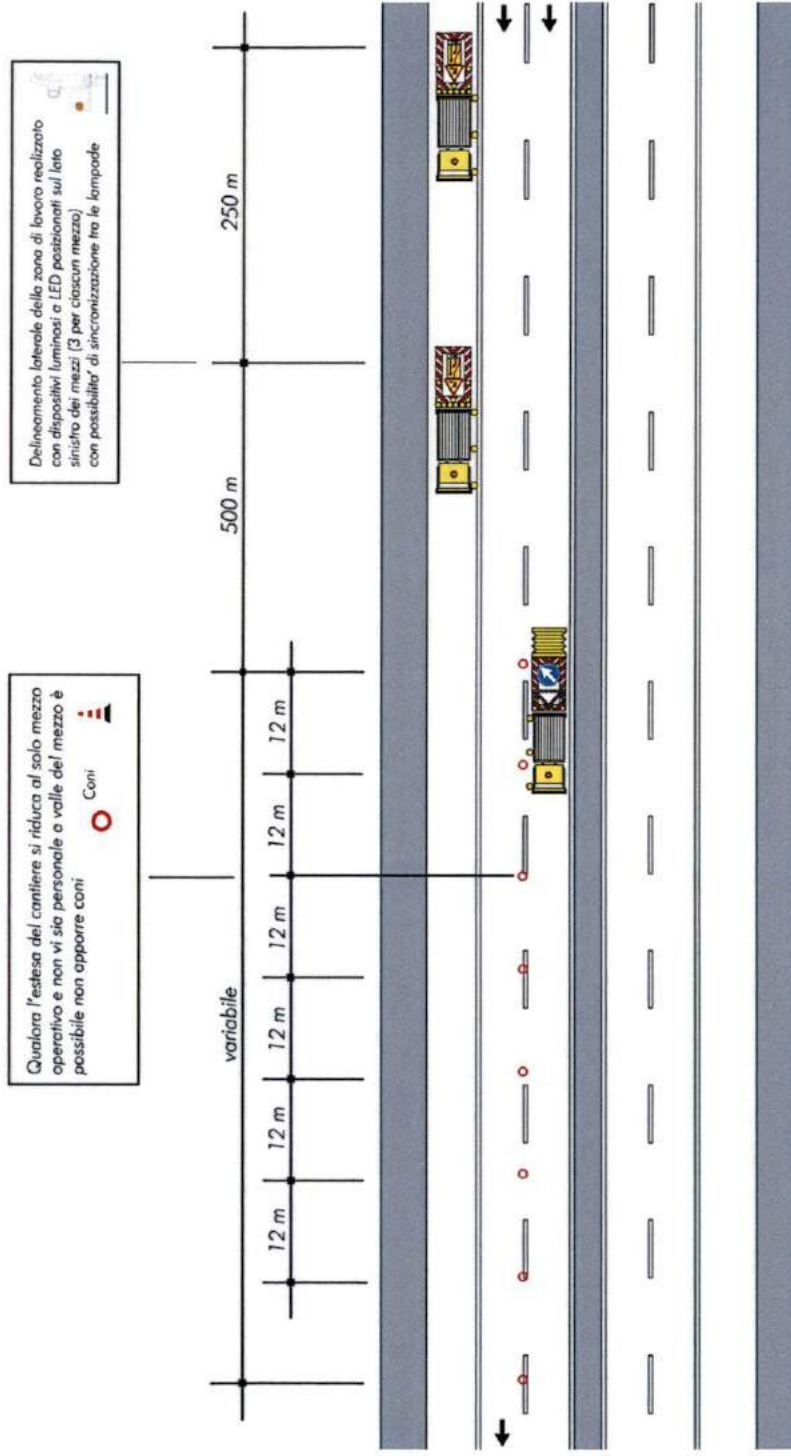 Qualora l'estesa del cantiere si riduca al solo mezzo
operativo e non vi sia personale a valle del mezzo è
possibile non apporre coni
Coni
Delineamento laterale della zona di lavoro realizzato
con dispositivi luminosi a LED posizionati sul lato
sinistro dei mezzi (3 per ciascun mezzo)
con possibilita' di sincronizzazione tra le lampade
variabile
500 m
250 m
12 m
12 m
12 m
12 m
12 m
12 m